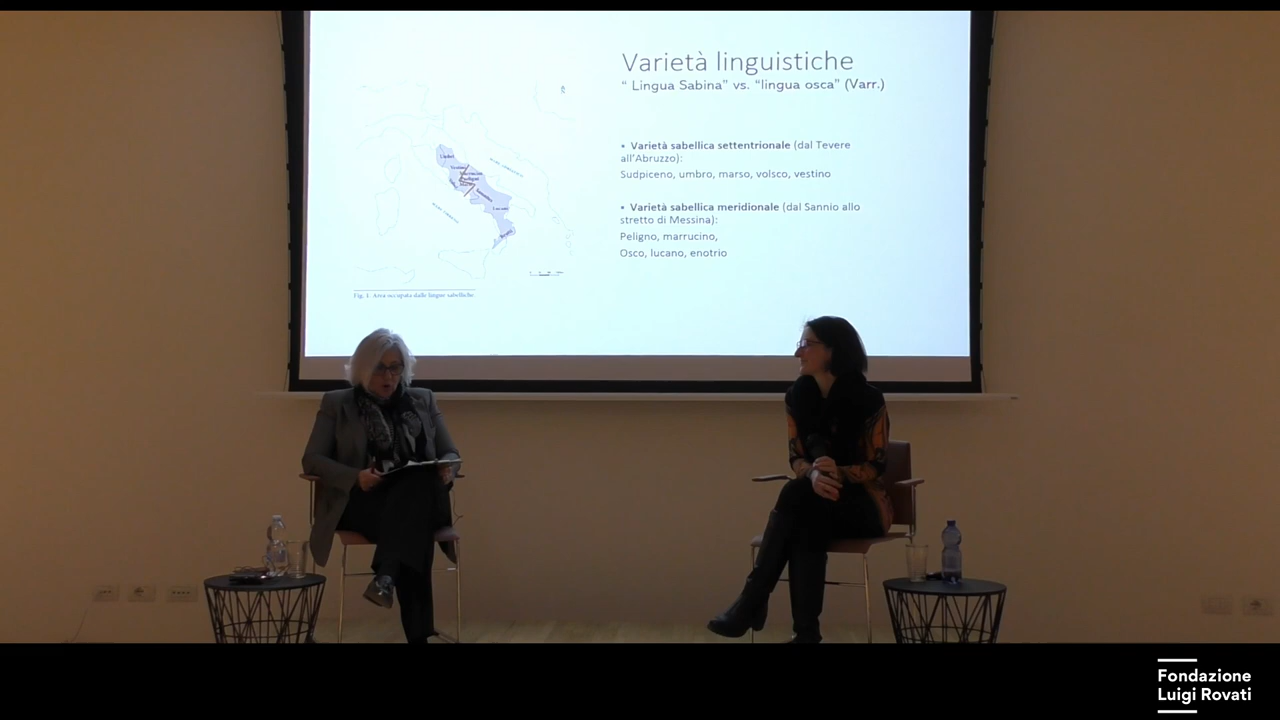 Varietà linguistiche
“ Lingua Sabina” vs. “lingua osca” (Varr.)
▪ Varietà sabellica settentrionale (dal Tevere
all’Abruzzo):
Sudpiceno, umbro, marso, volsco, vestino
▪ Varietà sabellica meridionale (dal Sannio allo
stretto di Messina):
Peligno, marrucino,
Osco, lucano, enotrio
Fig. 1. Area occupata dalle lingue sabelliche.
Fondazione
Luigi Rovati